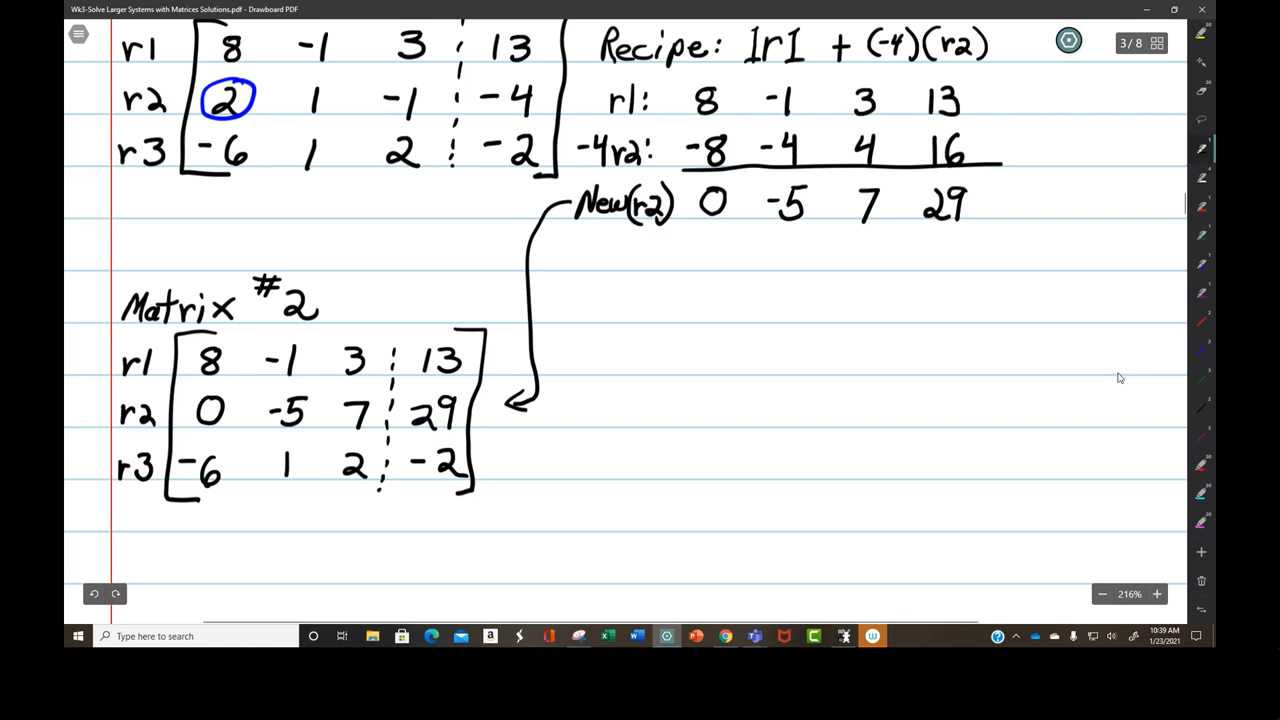 Wk3-Solve Larger Systems with Matrices Solutions.pdf - Drawboard PDF
3/8
r1 8 -1 3 13
r2 2 1 -1 -4
r3 -6 1 2 -2
Recipe: 1r1 + (-4)(r2)
r1: 8 -1 3 13
-4r2: -8 -4 4 16
New(r2) 0 -5 7 29
Matrix #2
r1 8 -1 3 13
r2 0 -5 7 29
r3 -6 1 2 -2
216%
Type here to search
10:39 AM
1/23/2021